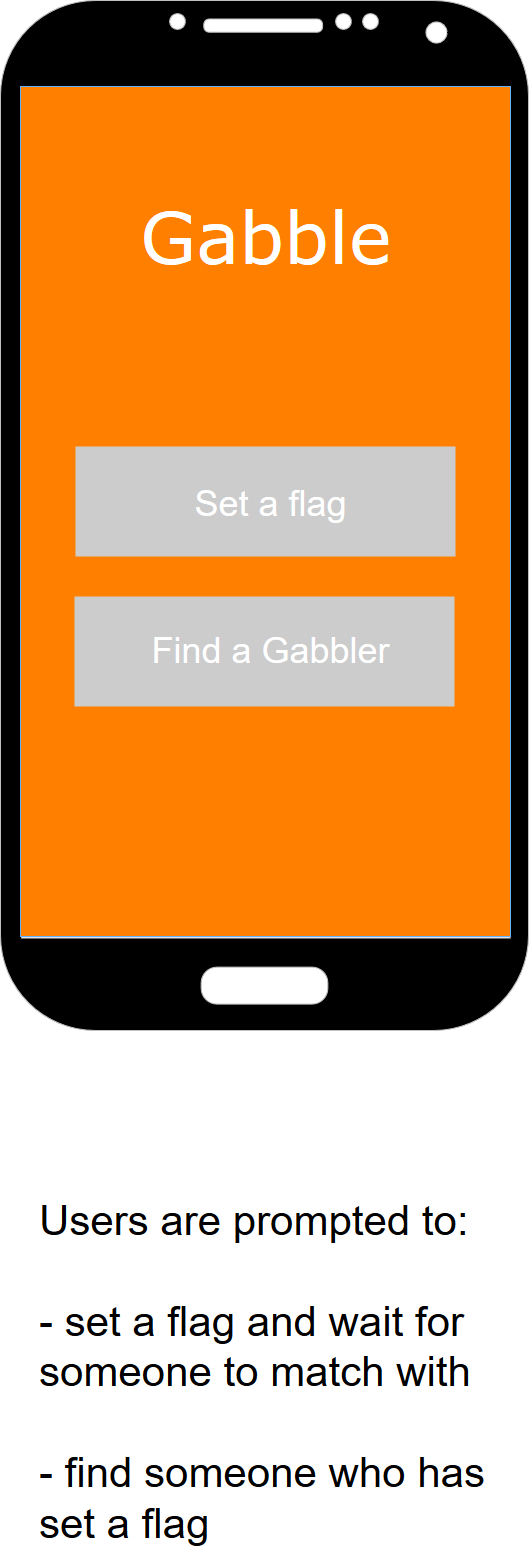 Gabble
Set a flag
Find a Gabbler
Users are prompted to:
- set a flag and wait for
someone to match with
- find someone who has
set a flag